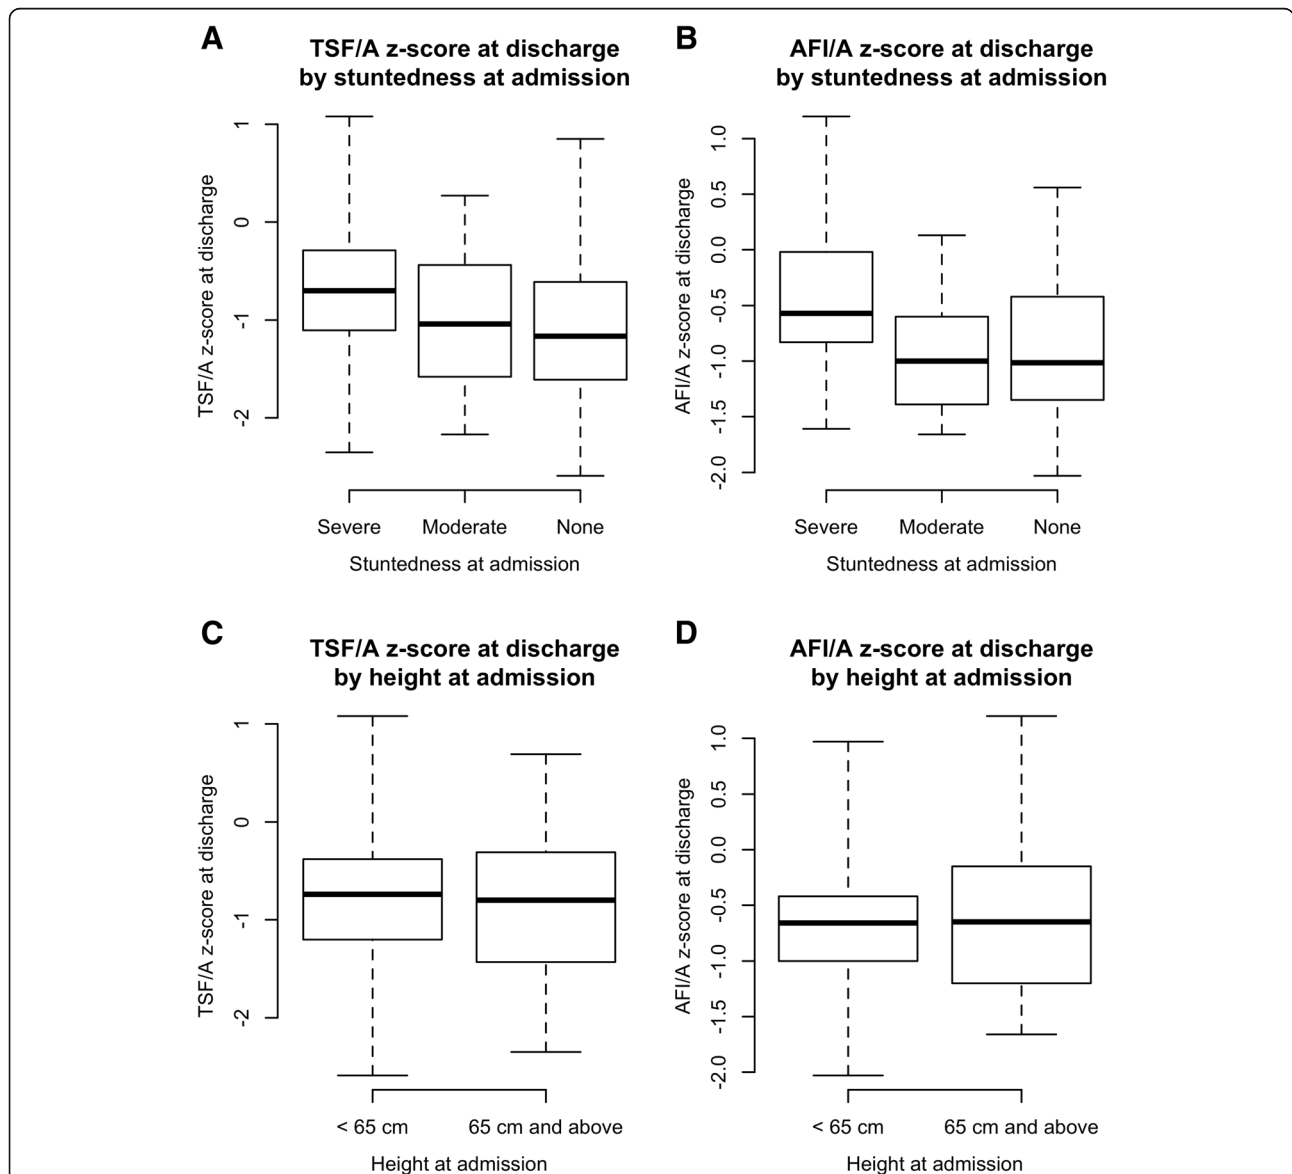 A
TSF/A z-score at discharge
by stuntedness at admission
TSF/A z-score at discharge
1
0
-1
-2
Severe Moderate None
Stuntedness at admission
B
AFI/A z-score at discharge
by stuntedness at admission
AFI/A z-score at discharge
1.0
0.5
0.0
-0.5
-1.0
-1.5
-2.0
Severe Moderate None
Stuntedness at admission
C
TSF/A z-score at discharge
by height at admission
TSF/A z-score at discharge
1
0
-1
-2
< 65 cm 65 cm and above
Height at admission
D
AFI/A z-score at discharge
by height at admission
AFI/A z-score at discharge
1.0
0.5
0.0
-0.5
-1.0
-1.5
-2.0
< 65 cm 65 cm and above
Height at admission